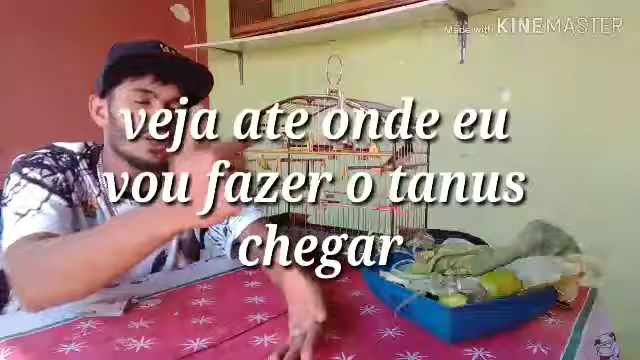 Made with KINEMASTER
veja ate onde eu
vou fazer o tanus
chegar